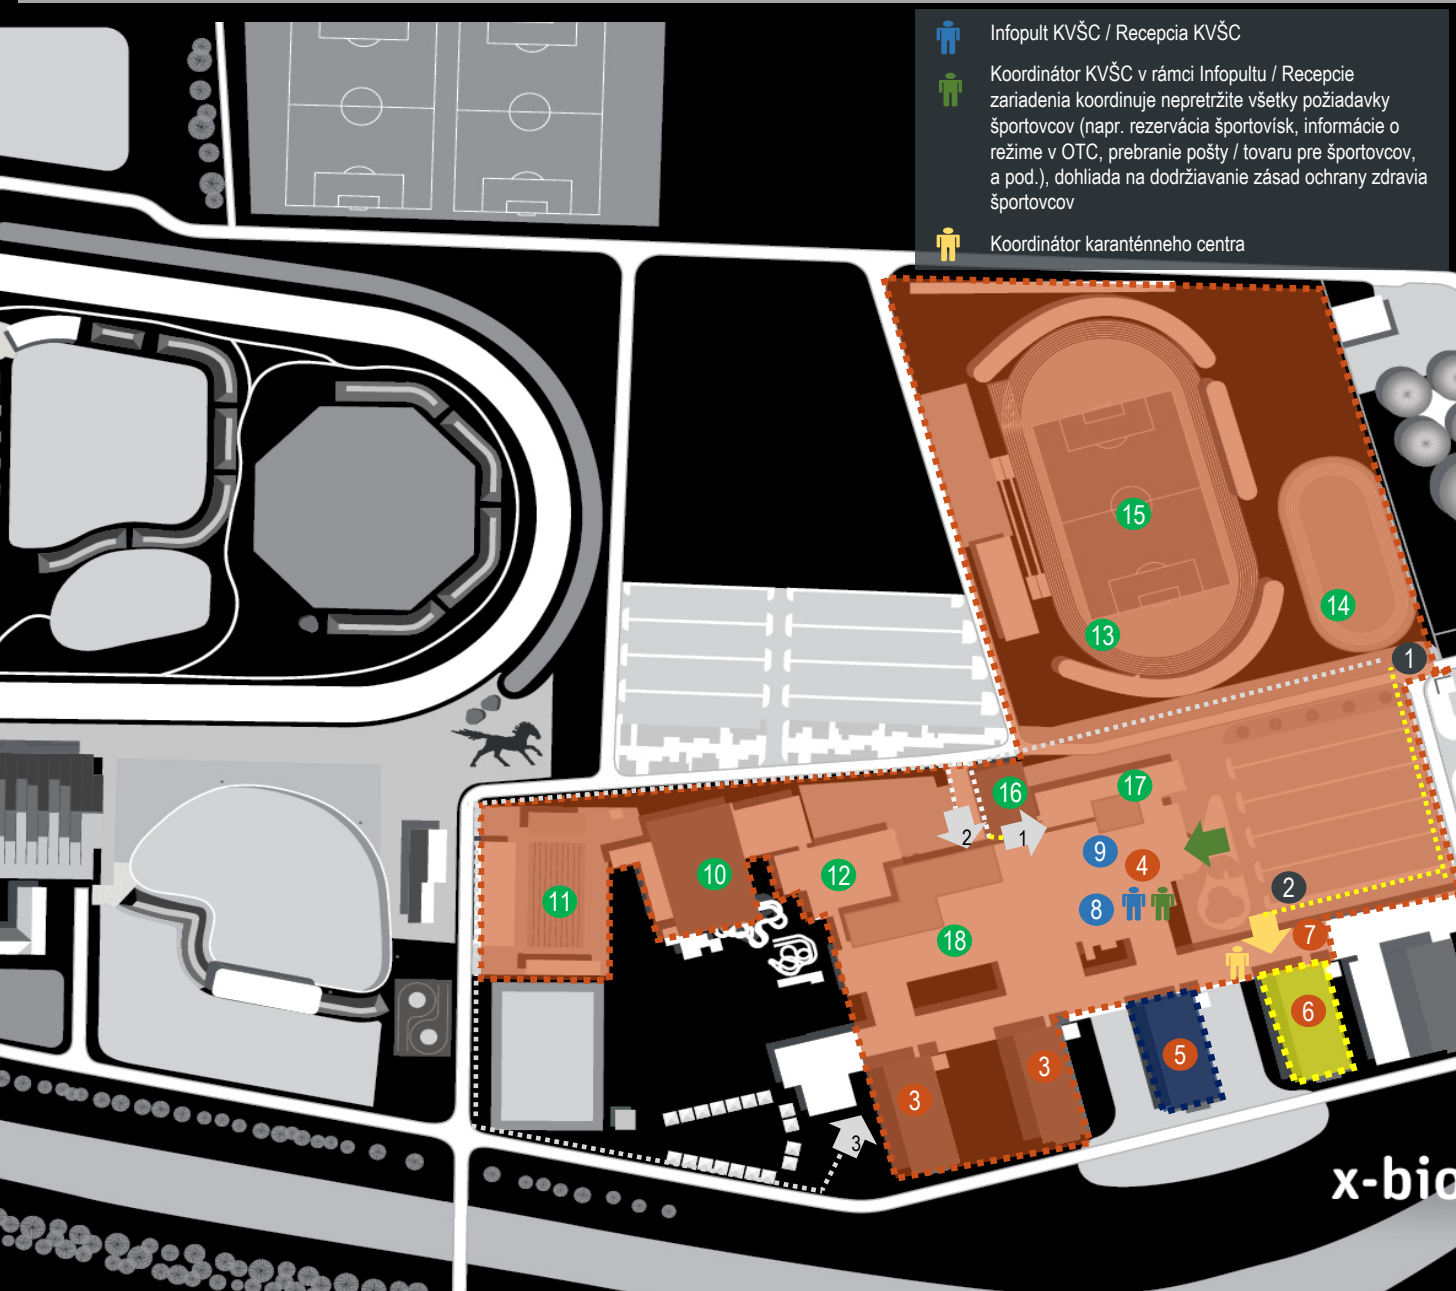 Infopult KVŠC / Recepcia KVŠC
Koordinátor KVŠC v rámci Infopultu / Recepcie
zariadenia koordinuje nepretržite všetky požiadavky
športovcov (napr. rezervácia športovísk, informácie o
režime v OTC, prebranie pošty / tovaru pre športovcov,
a pod.), dohliada na dodržiavanie zásad ochrany zdravia
športovcov
Koordinátor karanténneho centra
15
14
13
1
16
17
2
1
9
4
10
12
11
2
8
18
7
6
5
3
3
3
x-bio